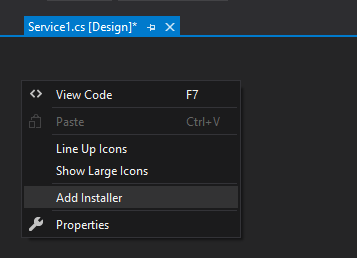 Service1.cs [Design]*
View Code F7
Paste Ctrl+V
Line Up Icons
Show Large Icons
Add Installer
Properties